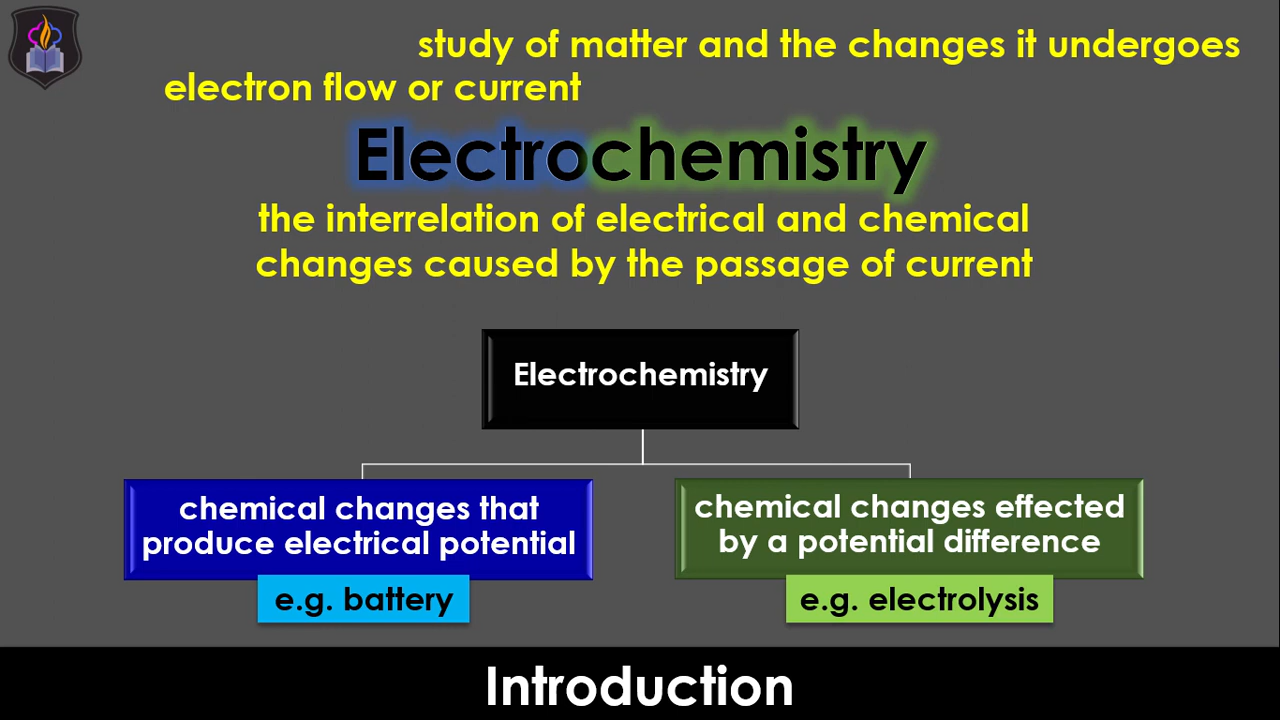 study of matter and the changes it undergoes
electron flow or current
Electrochemistry
the interrelation of electrical and chemical
changes caused by the passage of current
Electrochemistry
chemical changes that
produce electrical potential
e.g. battery
chemical changes effected
by a potential difference
e.g. electrolysis
Introduction